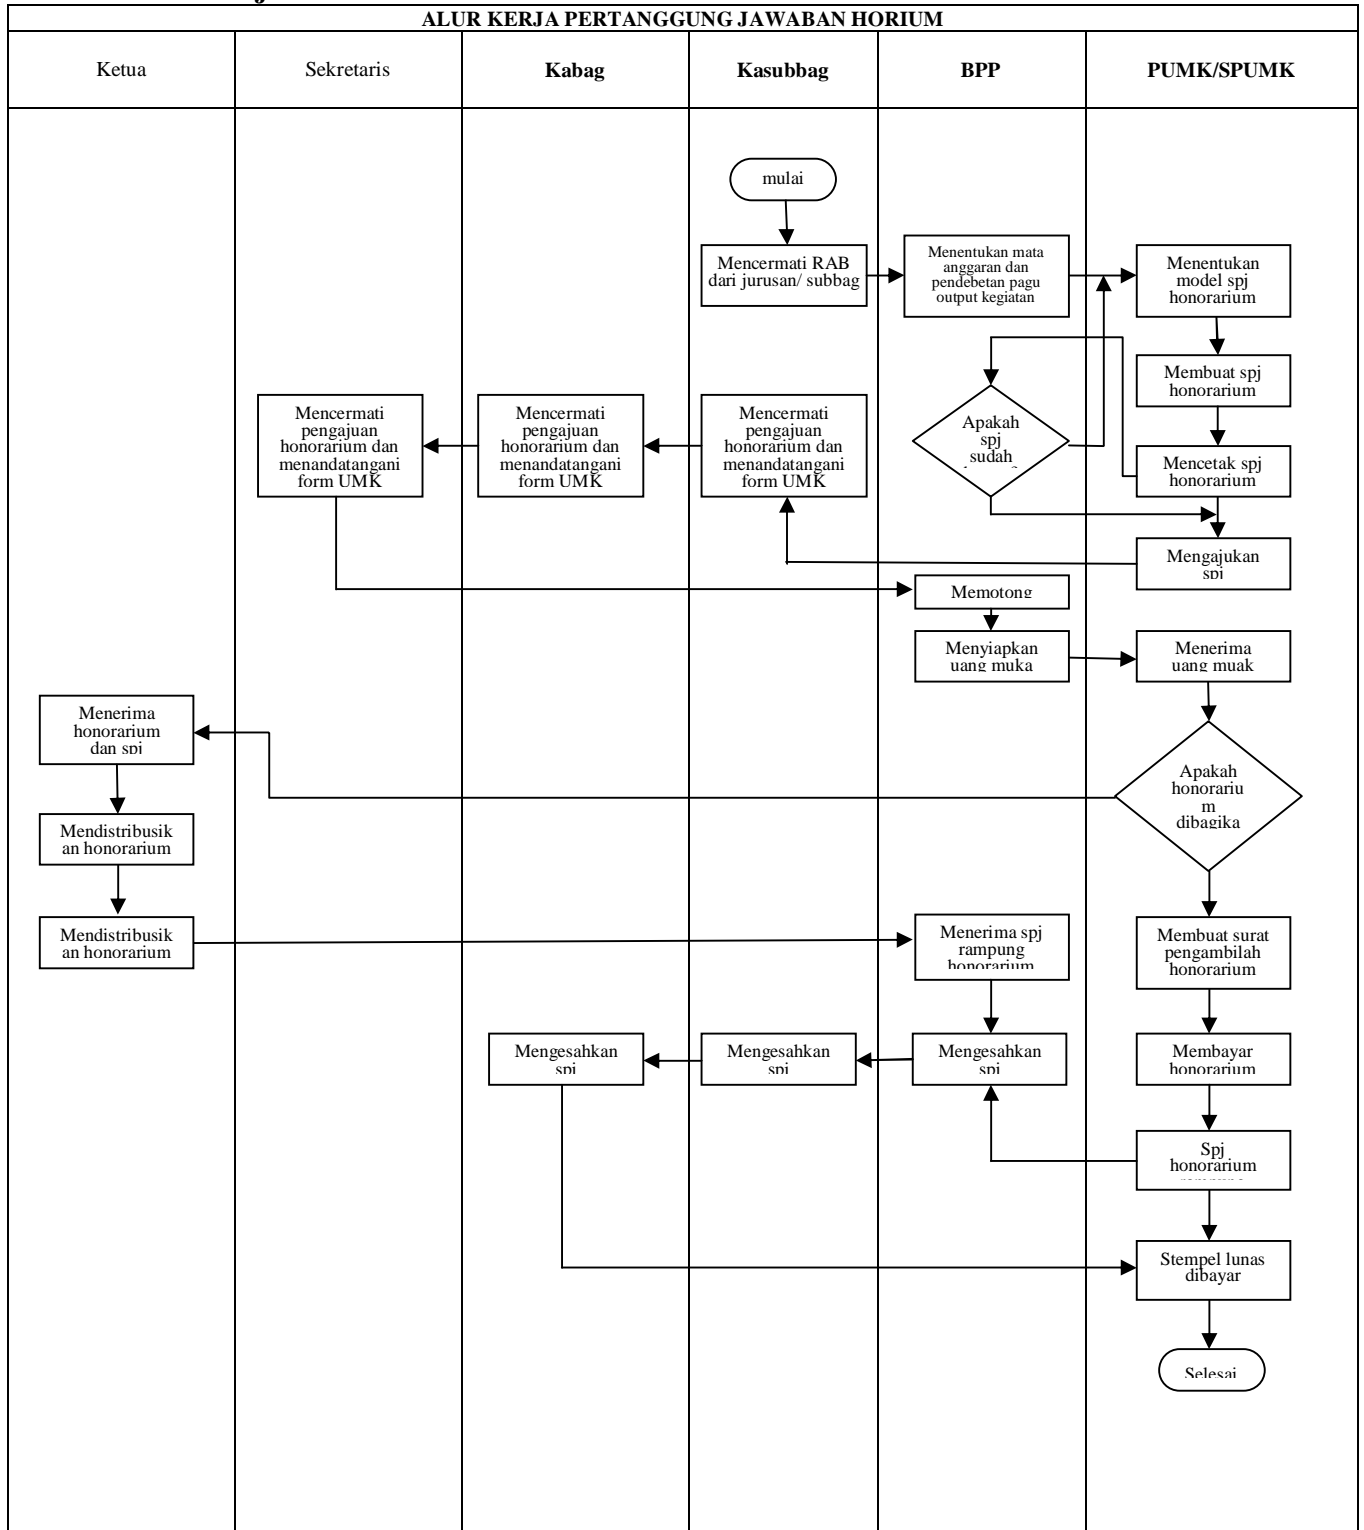 ALUR KERJA PERTANGGUNG JAWABAN HORIUM
Ketua
Sekretaris
Kabag
Kasubbag
BPP
PUMK/SPUMK
mulai
Mencermati RAB
dari jurusan/ subbag
Menentukan mata
anggaran dan
pendebetan pagu
output kegiatan
Menentukan
model spj
honorarium
Membuat spj
honorarium
Mencetak spj
honorarium
Apakah
spj
sudah
Mencermati
pengajuan
honorarium dan
menandatangani
form UMK
Mencermati
pengajuan
honorarium dan
menandatangani
form UMK
Mencermati
pengajuan
honorarium dan
menandatangani
form UMK
Mengajukan
spj
Memotong
Menyiapkan
uang muka
Menerima
uang muak
Menerima
honorarium
dan spj
Apakah
honorariu
m
dibagika
Mendistribusik
an honorarium
Mendistribusik
an honorarium
Menerima spj
rampung
honorarium
Membuat surat
pengambilah
honorarium
Mengesahkan
spj
Mengesahkan
spj
Mengesahkan
spj
Membayar
honorarium
Spj
honorarium
Stempel lunas
dibayar
Selesai